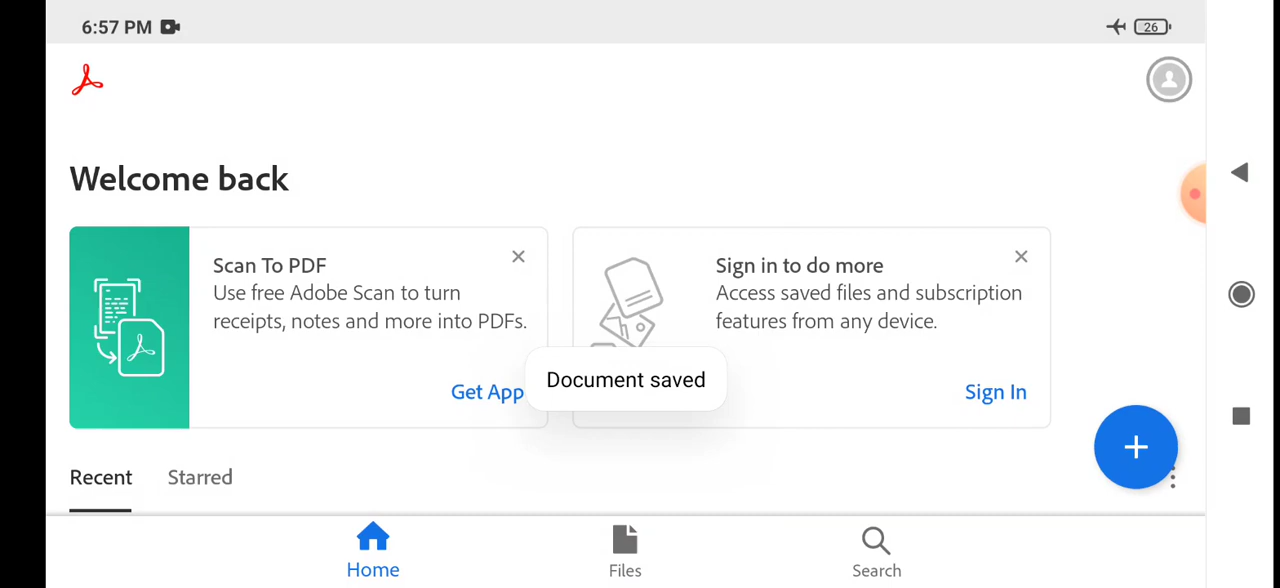 6:57 PM
26
Welcome back
Scan To PDF
Use free Adobe Scan to turn
receipts, notes and more into PDFs.
Get App
Sign in to do more
Access saved files and subscription
features from any device.
Sign In
Document saved
Recent
Starred
Home
Files
Search